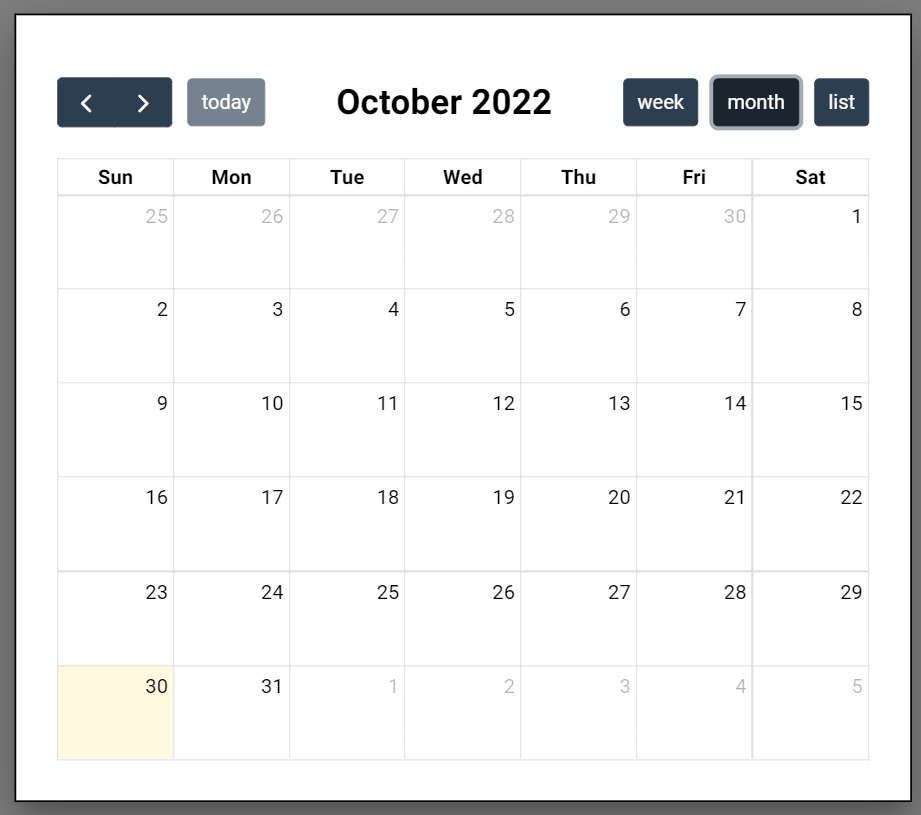 today October 2022 week month list
Sun Mon Tue Wed Thu Fri Sat
25 26 27 28 29 30 1
2 3 4 5 6 7 8
9 10 11 12 13 14 15
16 17 18 19 20 21 22
23 24 25 26 27 28 29
30 31 1 2 3 4 5